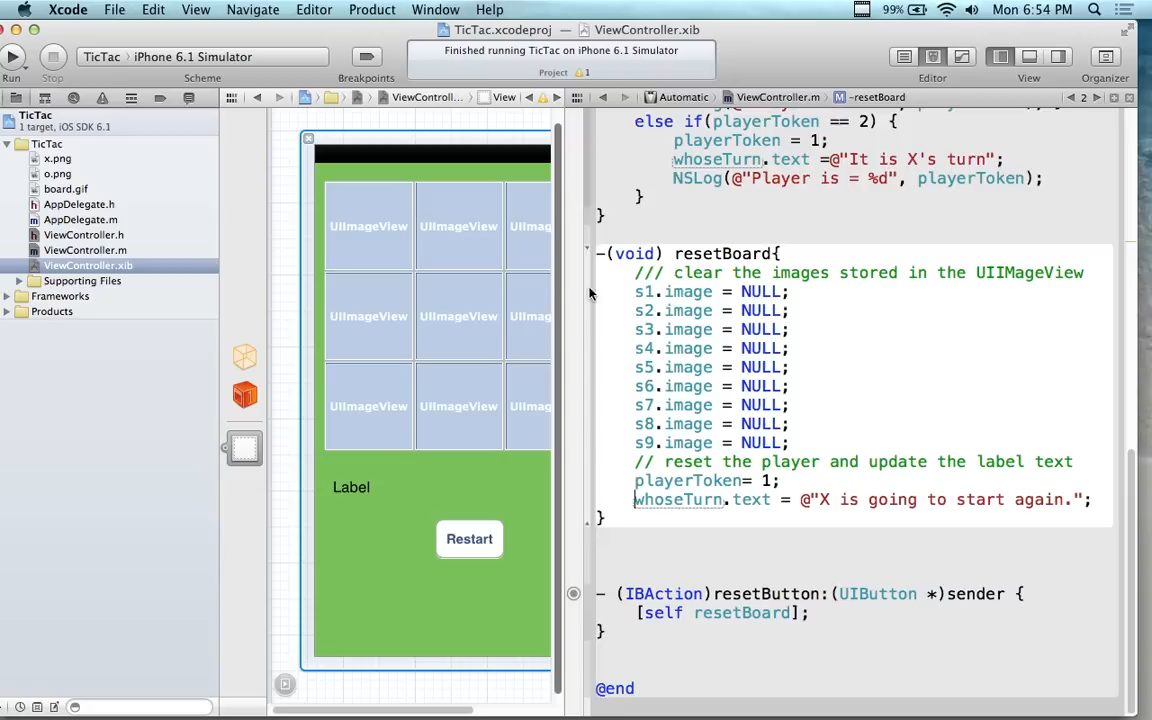 Xcode File Edit View Navigate Editor Product Window Help 99% Mon 6:54 PM
TicTac.xcodeproj — ViewController.xib
TicTac iPhone 6.1 Simulator
Finished running TicTac on iPhone 6.1 Simulator
Project 1
Run Stop Scheme Breakpoints Editor View Organizer
ViewControll... View
Automatic ViewController.m M -resetBoard 2
TicTac
1 target, iOS SDK 6.1
TicTac
x.png
o.png
board.gif
AppDelegate.h
AppDelegate.m
ViewController.h
ViewController.m
ViewController.xib
Supporting Files
Frameworks
Products
UIImageView UIImageView UIIma
UIImageView UIImageView UIIma
UIImageView UIImageView UIIma
Label
Restart
else if(playerToken == 2) {
playerToken = 1;
whoseTurn.text =@"It is X's turn";
NSLog(@"Player is = %d", playerToken);
}
}
-(void) resetBoard{
/// clear the images stored in the UIIMageView
s1.image = NULL;
s2.image = NULL;
s3.image = NULL;
s4.image = NULL;
s5.image = NULL;
s6.image = NULL;
s7.image = NULL;
s8.image = NULL;
s9.image = NULL;
// reset the player and update the label text
playerToken= 1;
whoseTurn.text = @"X is going to start again.";
}
- (IBAction)resetButton:(UIButton *)sender {
[self resetBoard];
}
@end